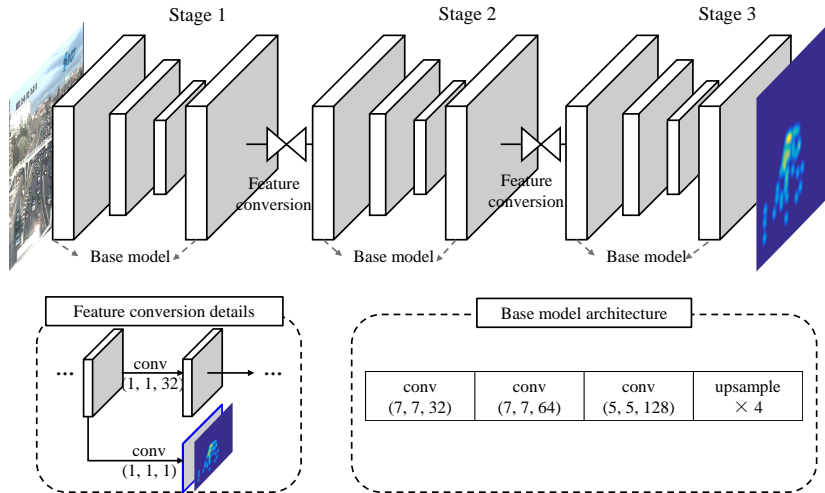 Stage 1
Stage 2
Stage 3
Feature
conversion
Feature
conversion
Base model
Base model
Base model
Feature conversion details
conv
(1, 1, 32)
...
...
conv
(1, 1, 1)
Base model architecture
conv
(7, 7, 32)
conv
(7, 7, 64)
conv
(5, 5, 128)
upsample
× 4